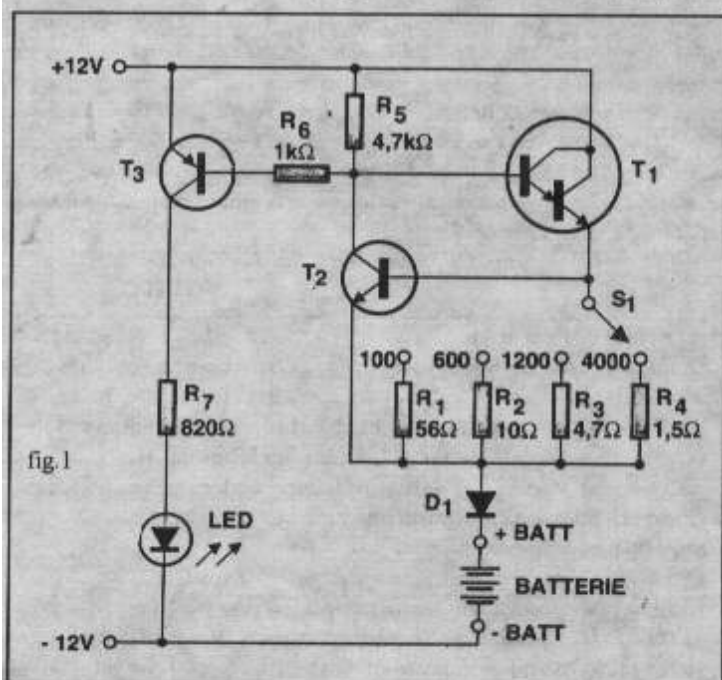 +12V
R5
4,7kΩ
R6
1kΩ
T3
T1
T2
S1
100
600
1200
4000
R1
56Ω
R2
10Ω
R3
4,7Ω
R4
1,5Ω
R7
820Ω
fig.1
D1
LED
+ BATT
BATTERIE
- BATT
- 12V